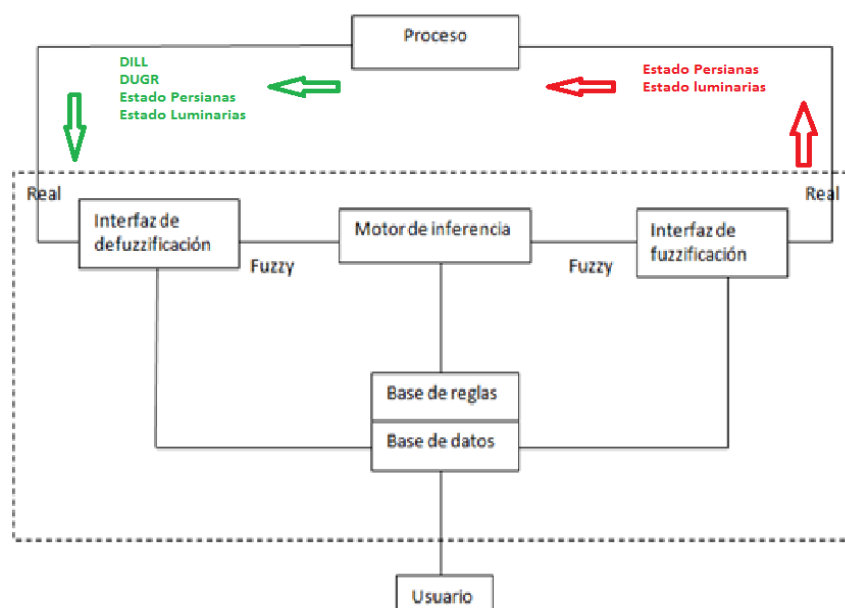 Proceso
DILL
DUGR
Estado Persianas
Estado Luminarias
Estado Persianas
Estado luminarias
Real
Real
Interfaz de
defuzzificación
Motor de inferencia
Interfaz de
fuzzificación
Fuzzy
Fuzzy
Base de reglas
Base de datos
Usuario